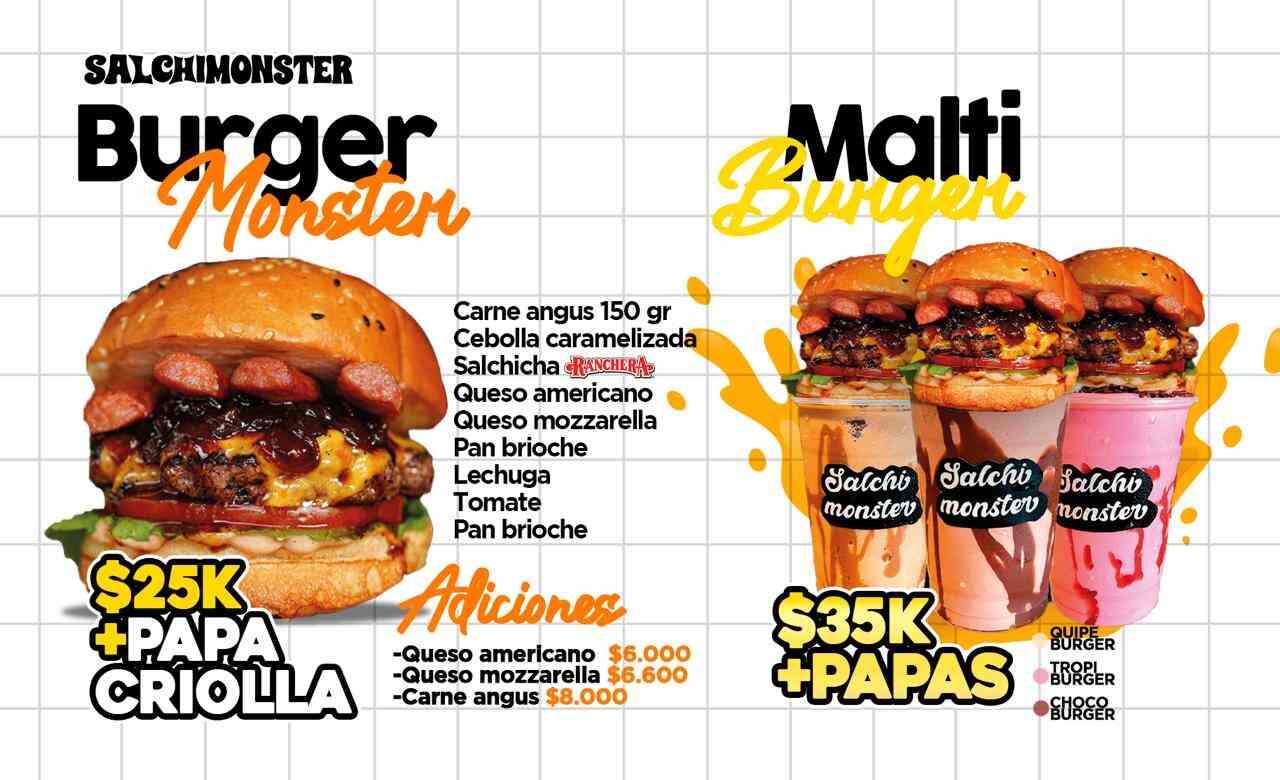 SALCHIMONSTER
Burger
Monster
Carne angus 150 gr
Cebolla caramelizada
Salchicha RANCHERA
Queso americano
Queso mozzarella
Pan brioche
Lechuga
Tomate
Pan brioche
$25K
+PAPA
CRIOLLA
Adiciones
-Queso americano $6.000
-Queso mozzarella $6.600
-Carne angus $8.000
Malti
Burger
Salchi
monster
Salchi
monster
Salchi
monster
$35K
+PAPAS
QUIPE
BURGER
TROPI
BURGER
CHOCO
BURGER